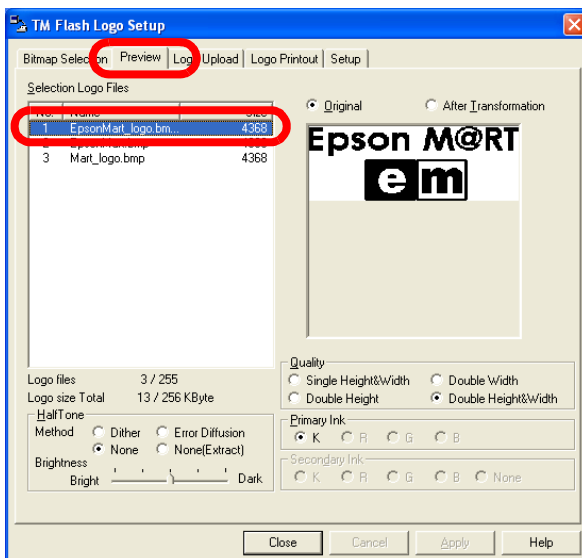 TM Flash Logo Setup
Bitmap Selection Preview Logo Upload Logo Printout Setup
Selection Logo Files
No. Name Size
1 EpsonMart_logo.bm... 4368
2 4368
3 Mart_logo.bmp 4368
Logo files 3 / 255
Logo size Total 13 / 256 KByte
HalfTone
Method Dither Error Diffusion
None None(Extract)
Brightness
Bright Dark
Original After Transformation
Epson M@RT
em
Quality
Single Height&Width Double Width
Double Height Double Height&Width
Primary Ink
K R G B
Secondary Ink
K R G B None
Close Cancel Apply Help